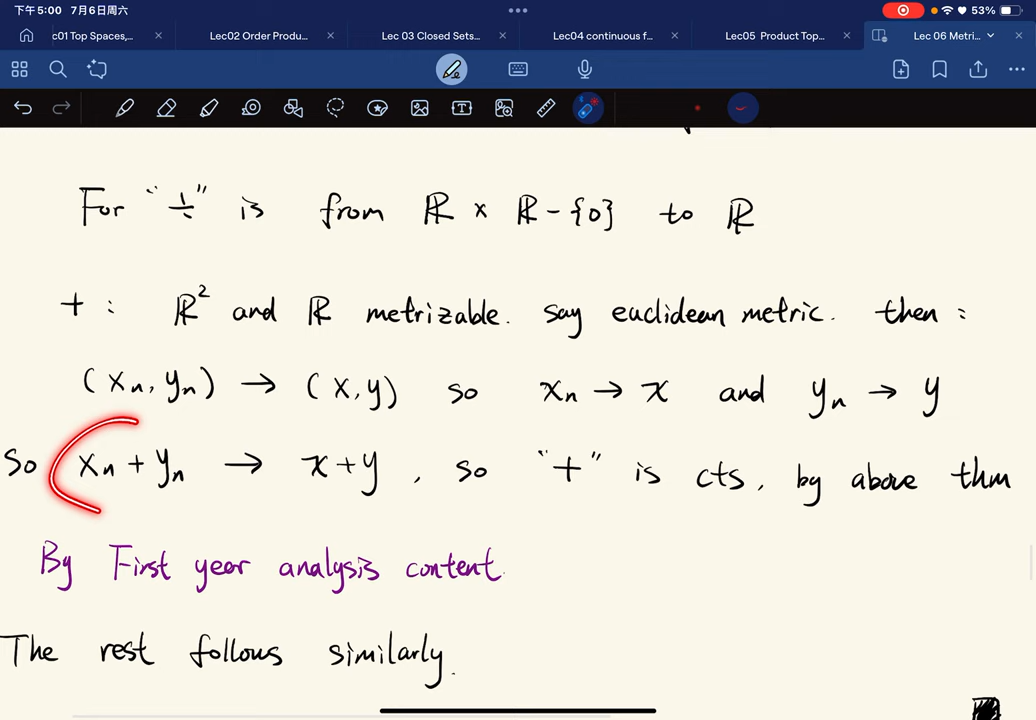 下午5:00 7月6日周六
53%
c01 Top Spaces,...
Lec02 Order Produ...
Lec 03 Closed Sets...
Lec04 continuous f...
Lec05 Product Top...
Lec 06 Metri...
For "÷" is from ℝ × ℝ - {0} to ℝ
+ : ℝ² and ℝ metrizable. say euclidean metric. then :
(xₙ, yₙ) → (x, y) so xₙ → x and yₙ → y
So xₙ + yₙ → x + y , so "+" is cts, by above thm
By First year analysis content.
The rest follows similarly.